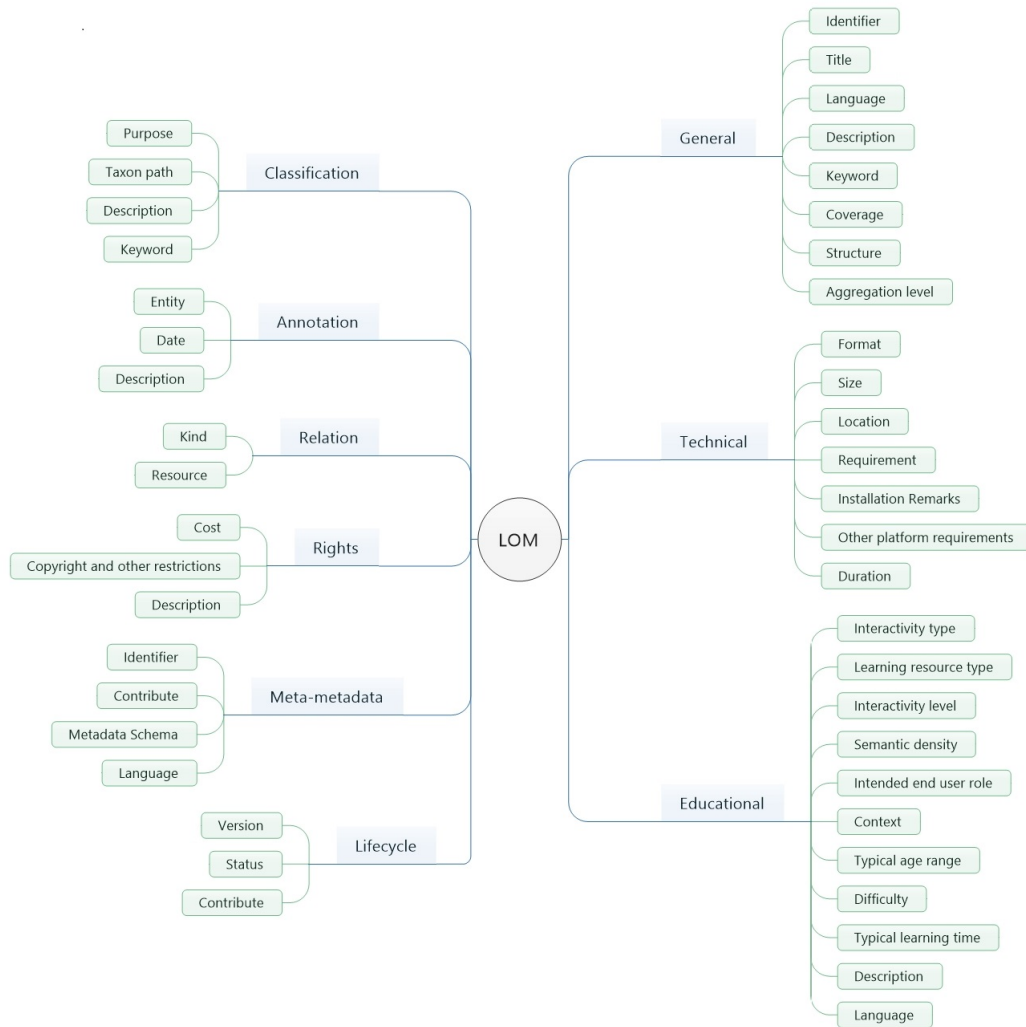 LOM
General
Identifier
Title
Language
Description
Keyword
Coverage
Structure
Aggregation level
Technical
Format
Size
Location
Requirement
Installation Remarks
Other platform requirements
Duration
Educational
Interactivity type
Learning resource type
Interactivity level
Semantic density
Intended end user role
Context
Typical age range
Difficulty
Typical learning time
Description
Language
Classification
Purpose
Taxon path
Description
Keyword
Annotation
Entity
Date
Description
Relation
Kind
Resource
Rights
Cost
Copyright and other restrictions
Description
Meta-metadata
Identifier
Contribute
Metadata Schema
Language
Lifecycle
Version
Status
Contribute